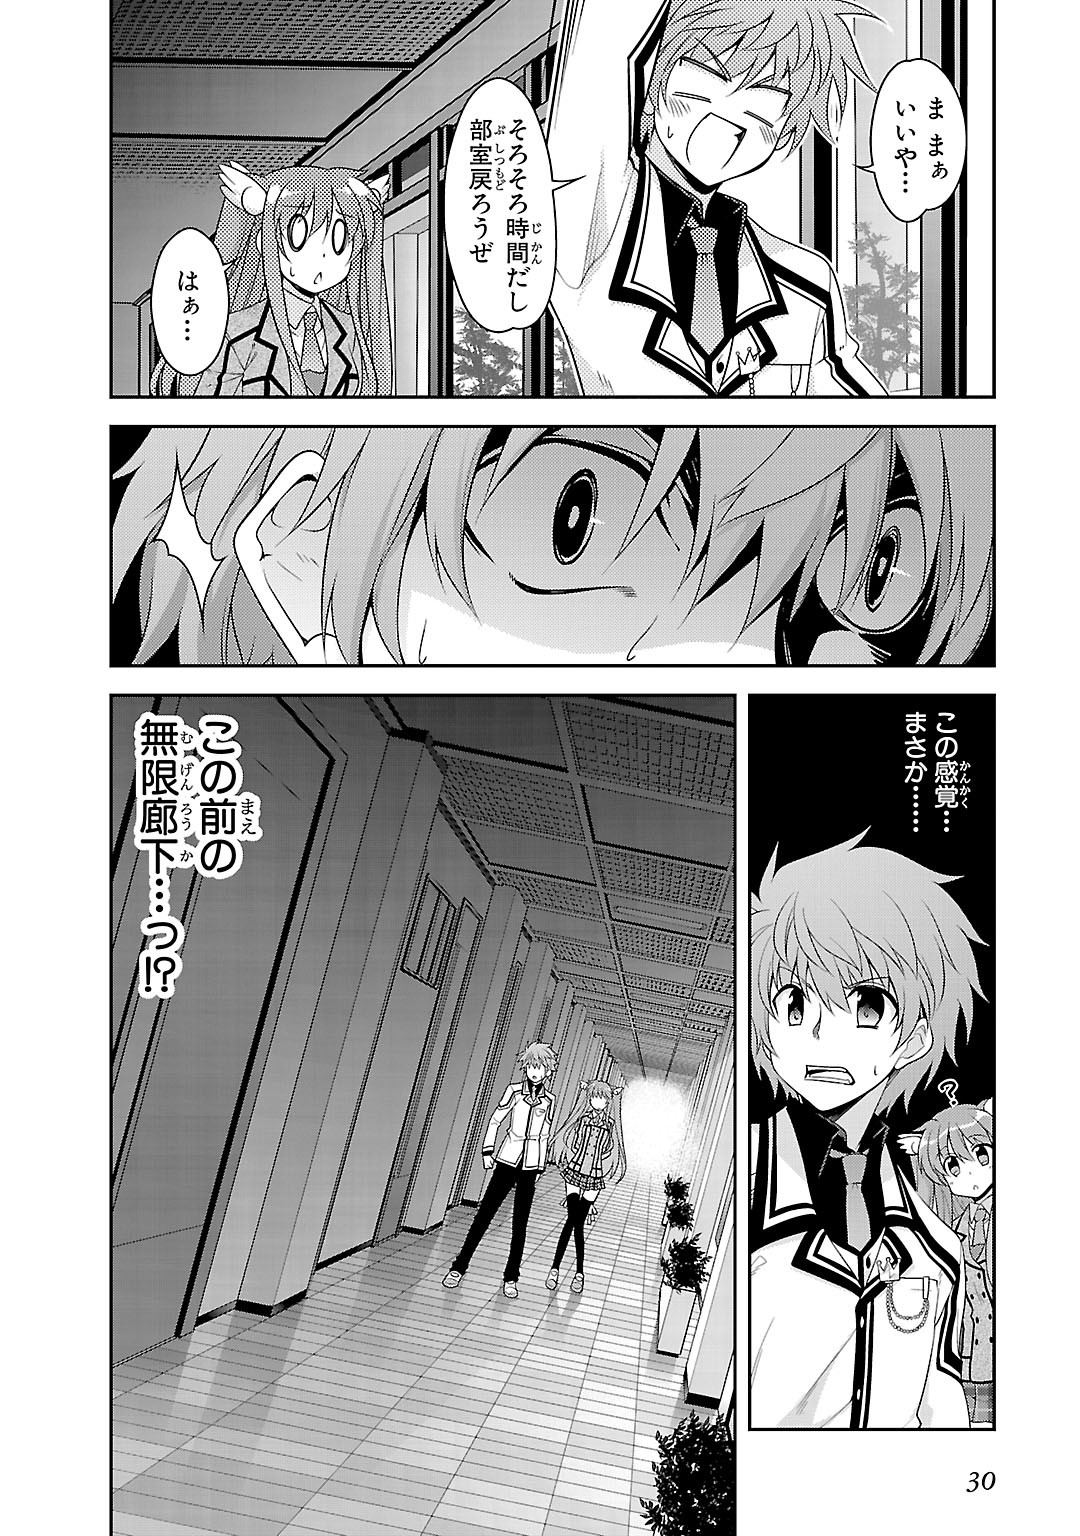 ま まぁ
いいや…
そろそろ時間だし
部室戻ろうぜ
はぁ…
この感覚…
まさか……
?
この前の
無限廊下…っ!?
30